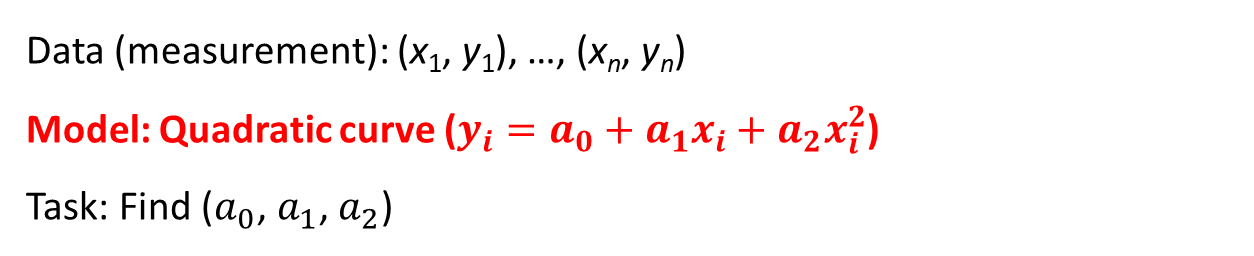 Data (measurement): (x₁, y₁), ..., (xₙ, yₙ)
Model: Quadratic curve (yᵢ = a₀ + a₁xᵢ + a₂xᵢ²)
Task: Find (a₀, a₁, a₂)